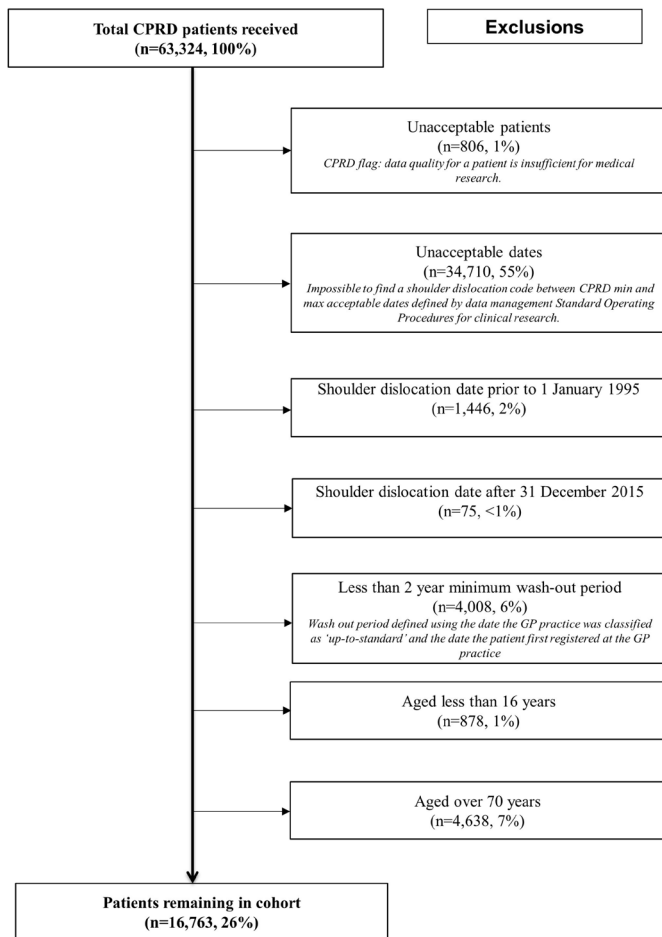 Total CPRD patients received
(n=63,324, 100%)
Exclusions
Unacceptable patients
(n=806, 1%)
CPRD flag: data quality for a patient is insufficient for medical
research.
Unacceptable dates
(n=34,710, 55%)
Impossible to find a shoulder dislocation code between CPRD min and
max acceptable dates defined by data management Standard Operating
Procedures for clinical research.
Shoulder dislocation date prior to 1 January 1995
(n=1,446, 2%)
Shoulder dislocation date after 31 December 2015
(n=75, <1%)
Less than 2 year minimum wash-out period
(n=4,008, 6%)
Wash out period defined using the date the GP practice was classified
as ‘up-to-standard’ and the date the patient first registered at the GP
practice
Aged less than 16 years
(n=878, 1%)
Aged over 70 years
(n=4,638, 7%)
Patients remaining in cohort
(n=16,763, 26%)